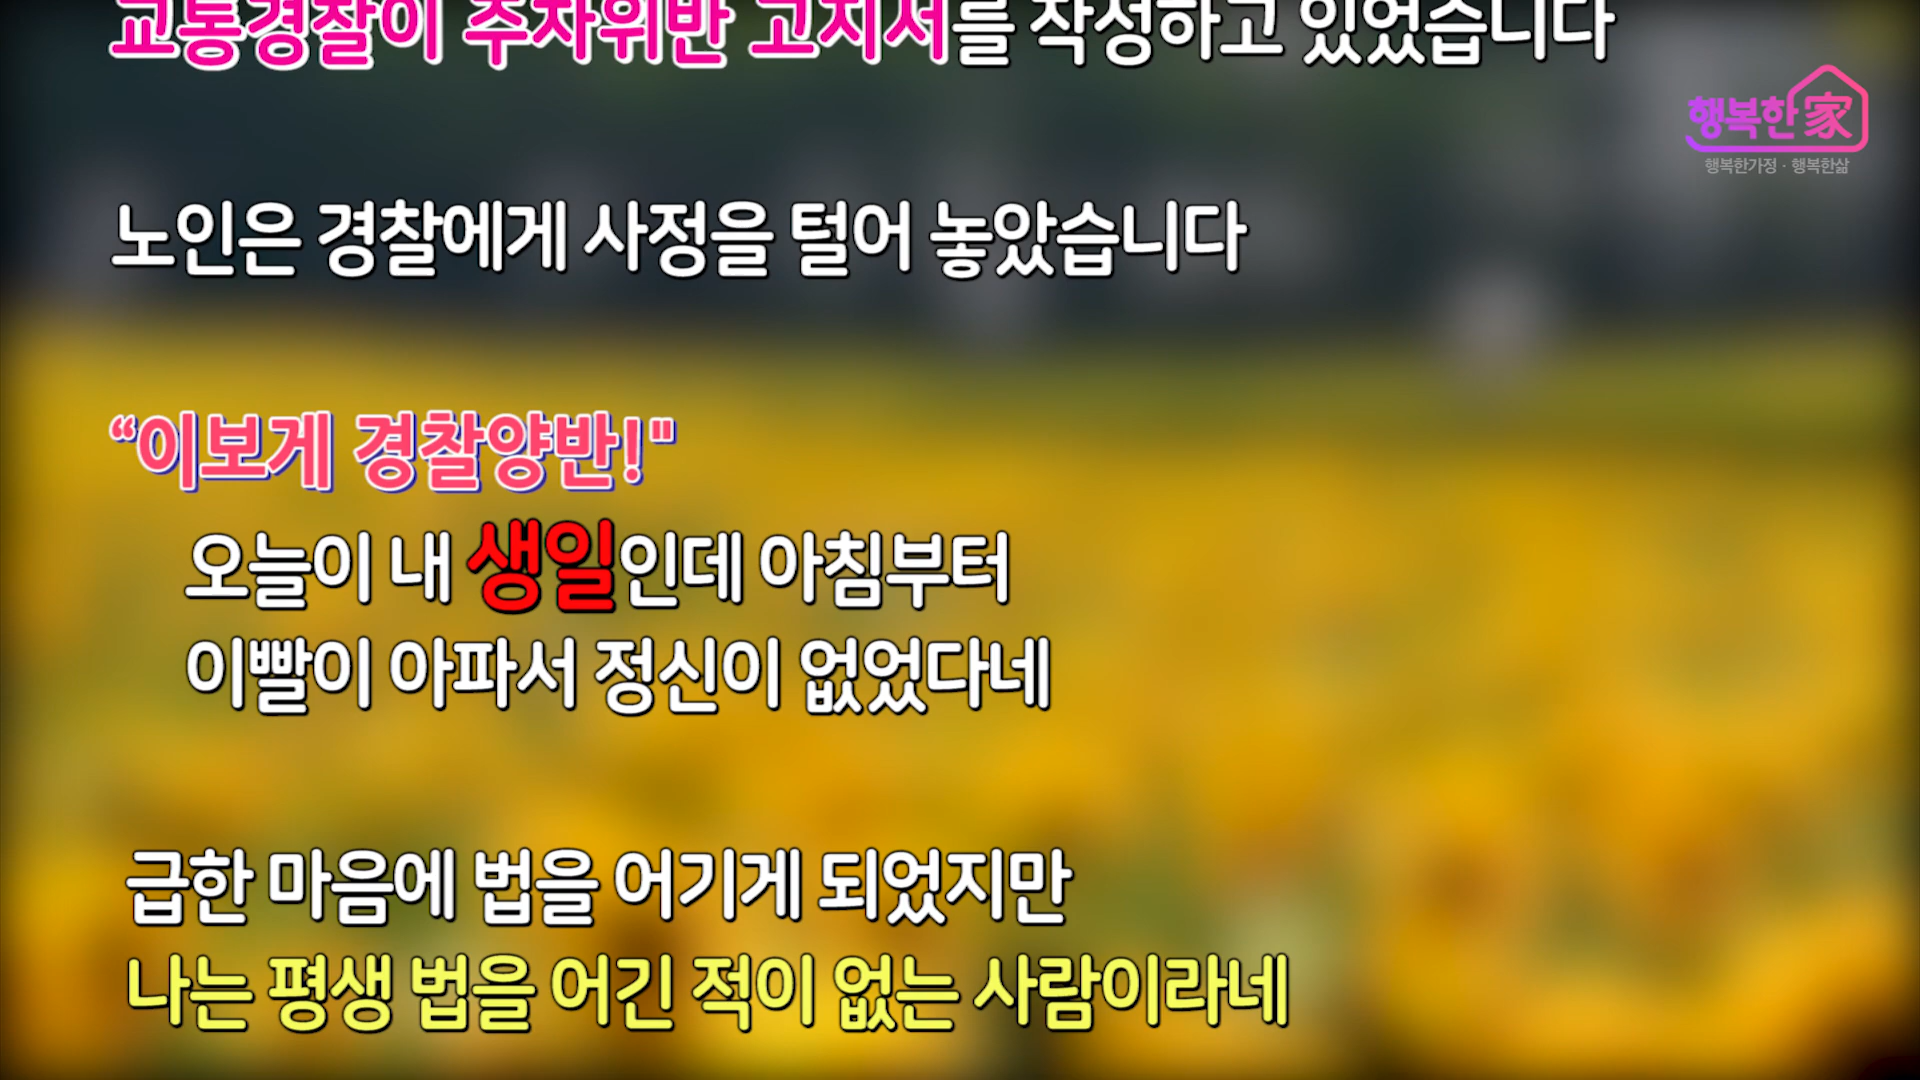 교통경찰이 주차위반 고지서를 작성하고 있었습니다
행복한家
행복한가정 · 행복한삶
노인은 경찰에게 사정을 털어 놓았습니다
“이보게 경찰양반!"
오늘이 내 생일인데 아침부터
이빨이 아파서 정신이 없었다네
급한 마음에 법을 어기게 되었지만
나는 평생 법을 어긴 적이 없는 사람이라네